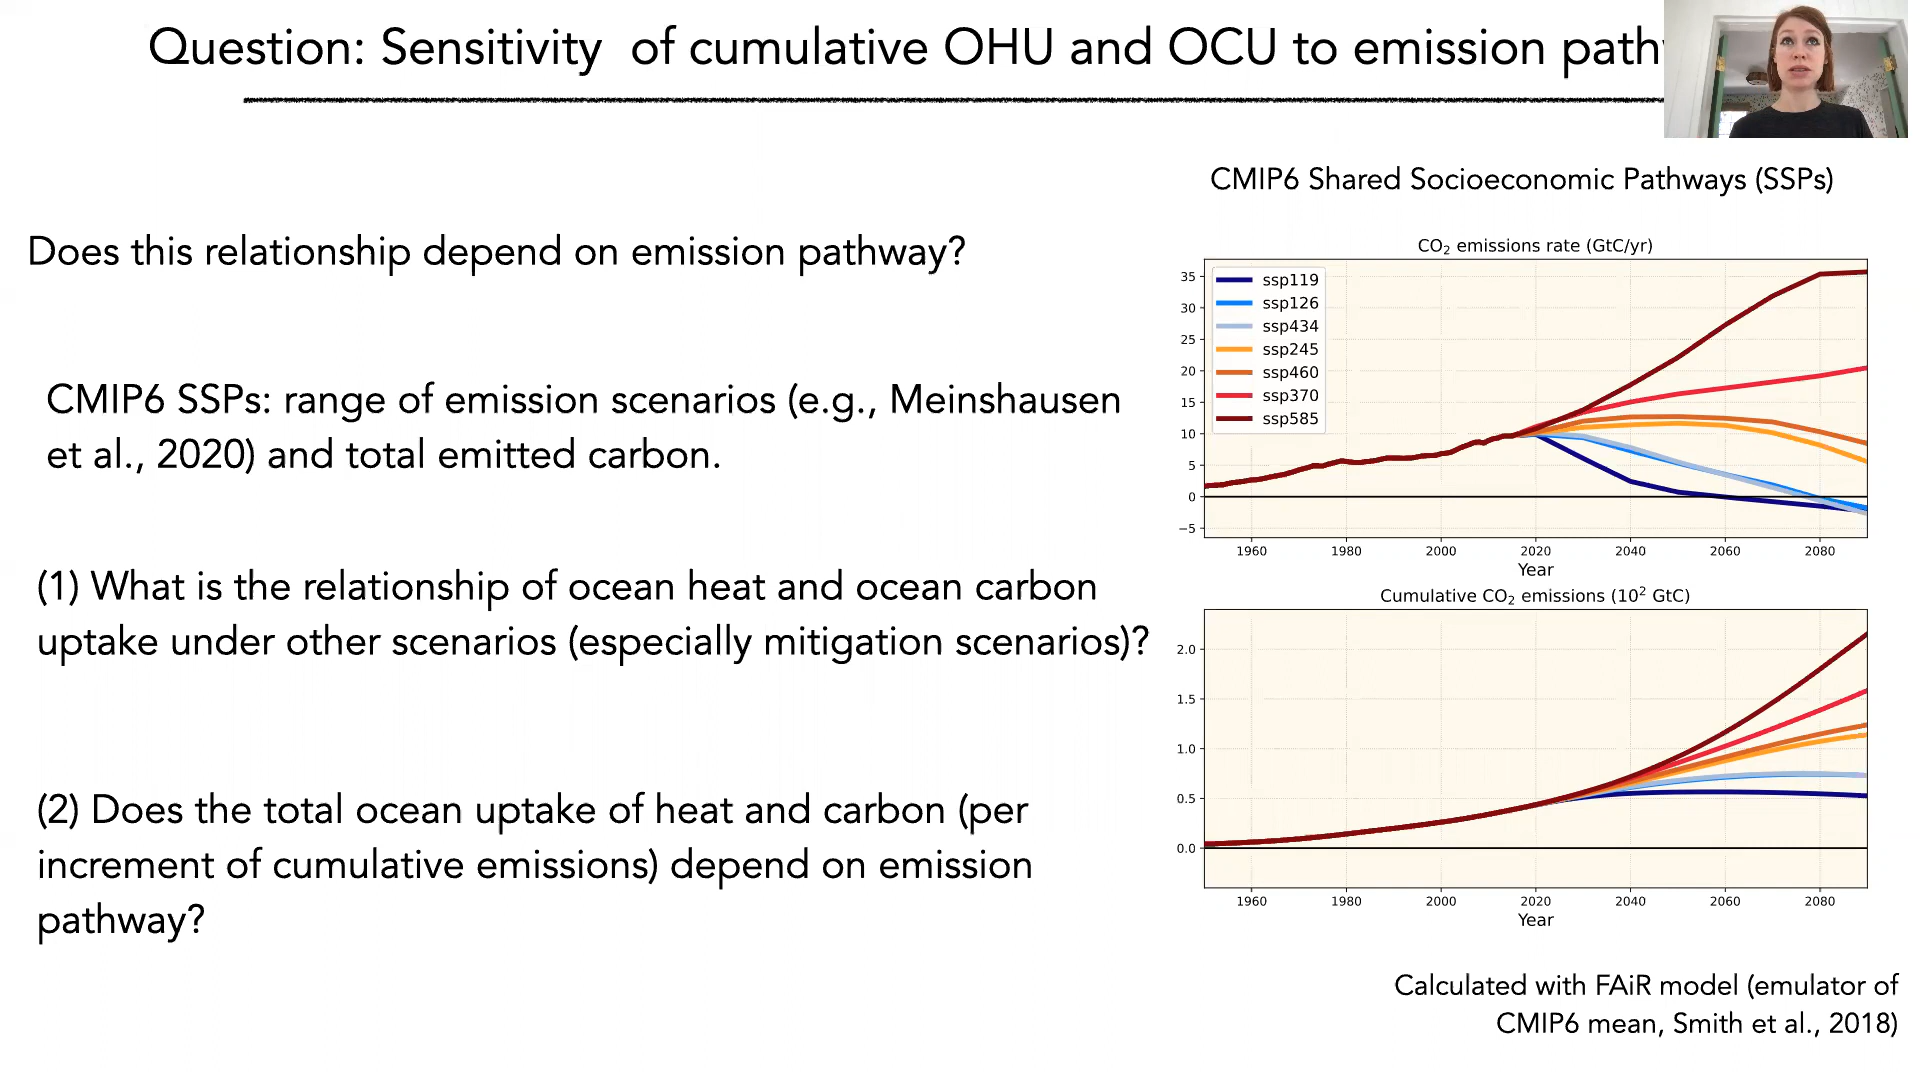 Question: Sensitivity of cumulative OHU and OCU to emission
CMIP6 Shared Socioeconomic Pathways (SSPs)
Does this relationship depend on emission pathway?
CMIP6 SSPs: range of emission scenarios (e.g., Meinshausen
et al., 2020) and total emitted carbon.
(1) What is the relationship of ocean heat and ocean carbon
uptake under other scenarios (especially mitigation scenarios)?
(2) Does the total ocean uptake of heat and carbon (per
increment of cumulative emissions) depend on emission
pathway?
CO₂ emissions rate (GtC/yr)
ssp119
ssp126
ssp434
ssp245
ssp460
ssp370
ssp585
35
30
25
20
15
10
5
0
−5
1960 1980 2000 2020 2040 2060 2080
Year
Cumulative CO₂ emissions (10² GtC)
2.0
1.5
1.0
0.5
0.0
1960 1980 2000 2020 2040 2060 2080
Year
Calculated with FAiR model (emulator of
CMIP6 mean, Smith et al., 2018)